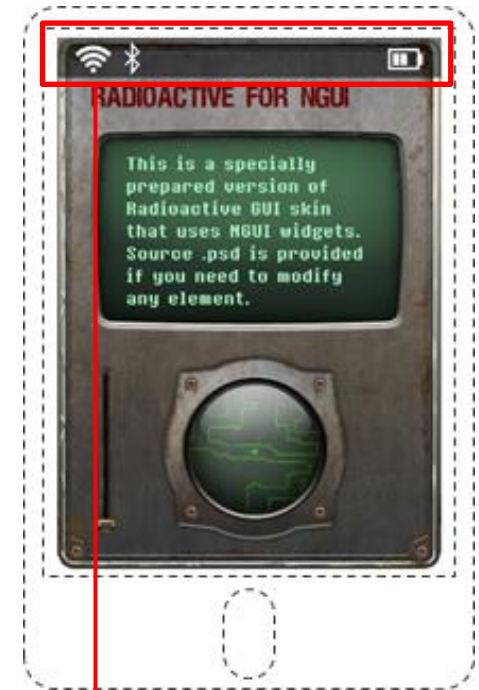 RADIOACTIVE FOR NGUI
This is a specially
prepared version of
Radioactive GUI skin
that uses NGUI widgets.
Source .psd is provided
if you need to modify
any element.